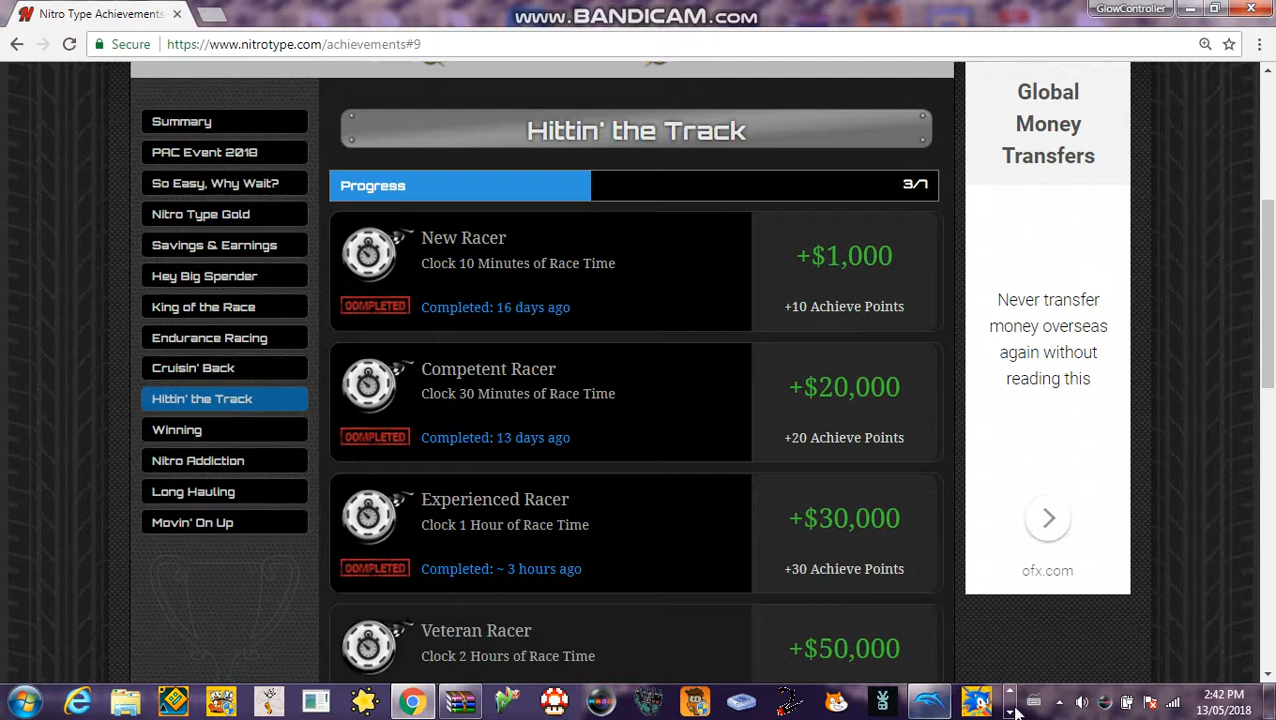 Nitro Type Achievements
www.BANDICAM.com
GlowController
Secure
https://www.nitrotype.com/achievements#9
Summary
PAC Event 2018
So Easy, Why Wait?
Nitro Type Gold
Savings & Earnings
Hey Big Spender
King of the Race
Endurance Racing
Cruisin' Back
Hittin' the Track
Winning
Nitro Addiction
Long Hauling
Movin' On Up
Hittin' the Track
Progress
3/7
New Racer
Clock 10 Minutes of Race Time
COMPLETED
Completed: 16 days ago
+$1,000
+10 Achieve Points
Competent Racer
Clock 30 Minutes of Race Time
COMPLETED
Completed: 13 days ago
+$20,000
+20 Achieve Points
Experienced Racer
Clock 1 Hour of Race Time
COMPLETED
Completed: ~ 3 hours ago
+$30,000
+30 Achieve Points
Veteran Racer
Clock 2 Hours of Race Time
+$50,000
Global
Money
Transfers
Never transfer
money overseas
again without
reading this
ofx.com
2:42 PM
13/05/2018